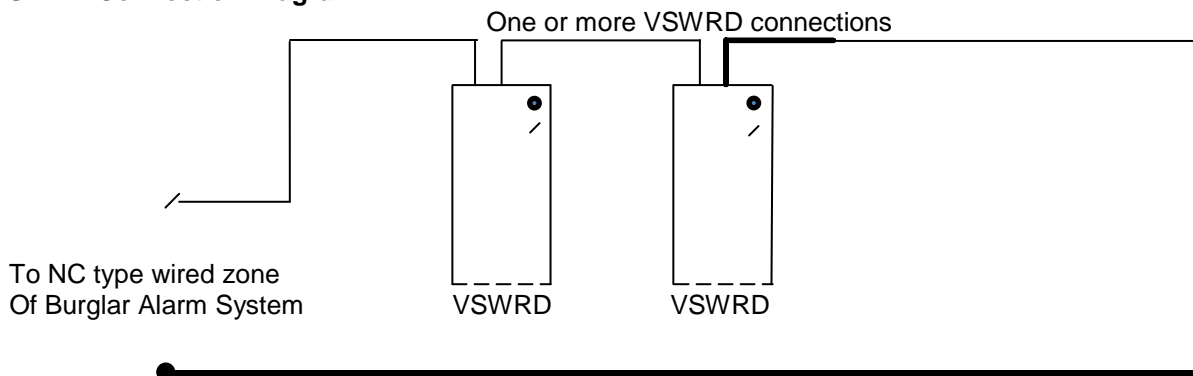 One or more VSWRD connections
To NC type wired zone
Of Burglar Alarm System
VSWRD
VSWRD